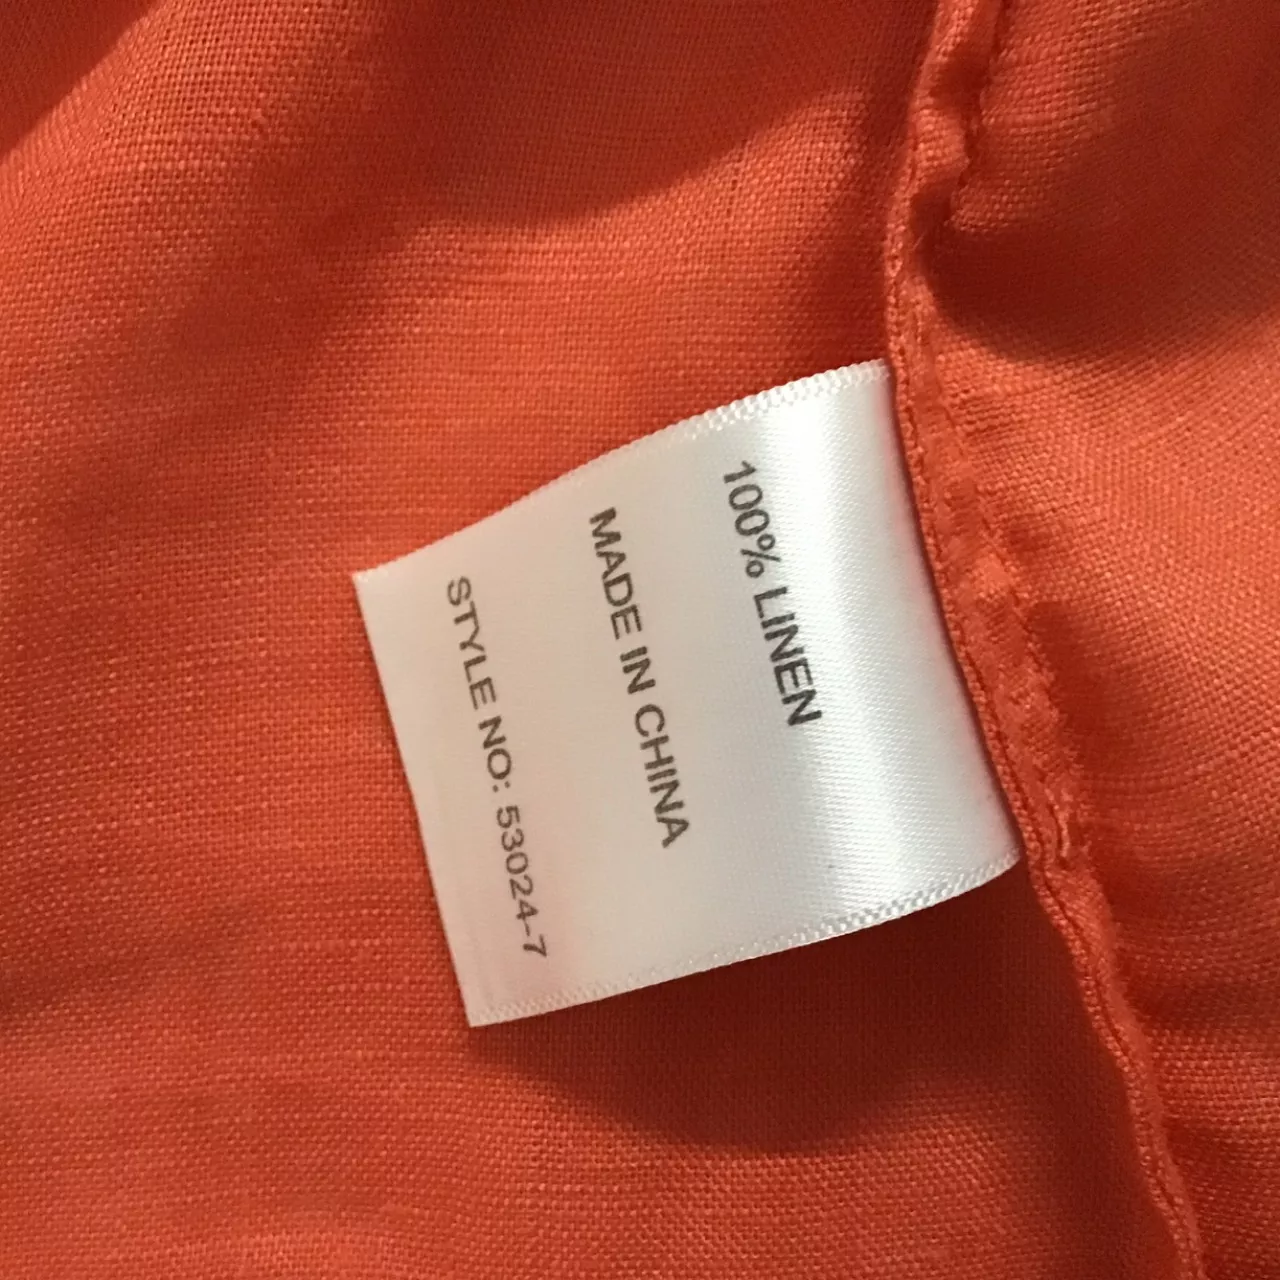 100% LINEN
MADE IN CHINA
STYLE NO: 53024-7